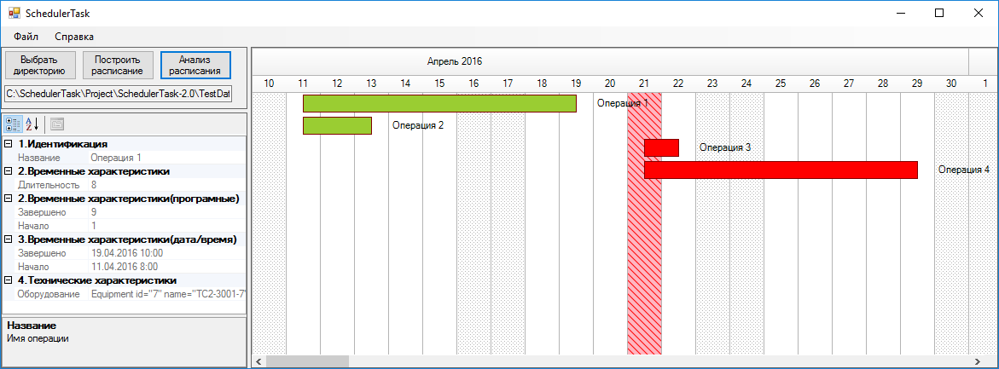 SchedulerTask
Файл Справка
Выбрать директорию
Построить расписание
Анализ расписания
C:\SchedulerTask\Project\SchedulerTask-2.0\TestDat
1.Идентификация
Название Операция 1
2.Временные характеристики
Длительность 8
2.Временные характеристики(програмные)
Завершено 9
Начало 1
3.Временные характеристики(дата/время)
Завершено 19.04.2016 10:00
Начало 11.04.2016 8:00
4.Технические характеристики
Оборудование Equipment id="7" name="TC2-3001-7"
Название
Имя операции
Апрель 2016
10 11 12 13 14 15 16 17 18 19 20 21 22 23 24 25 26 27 28 29 30 1
Операция 1
Операция 2
Операция 3
Операция 4